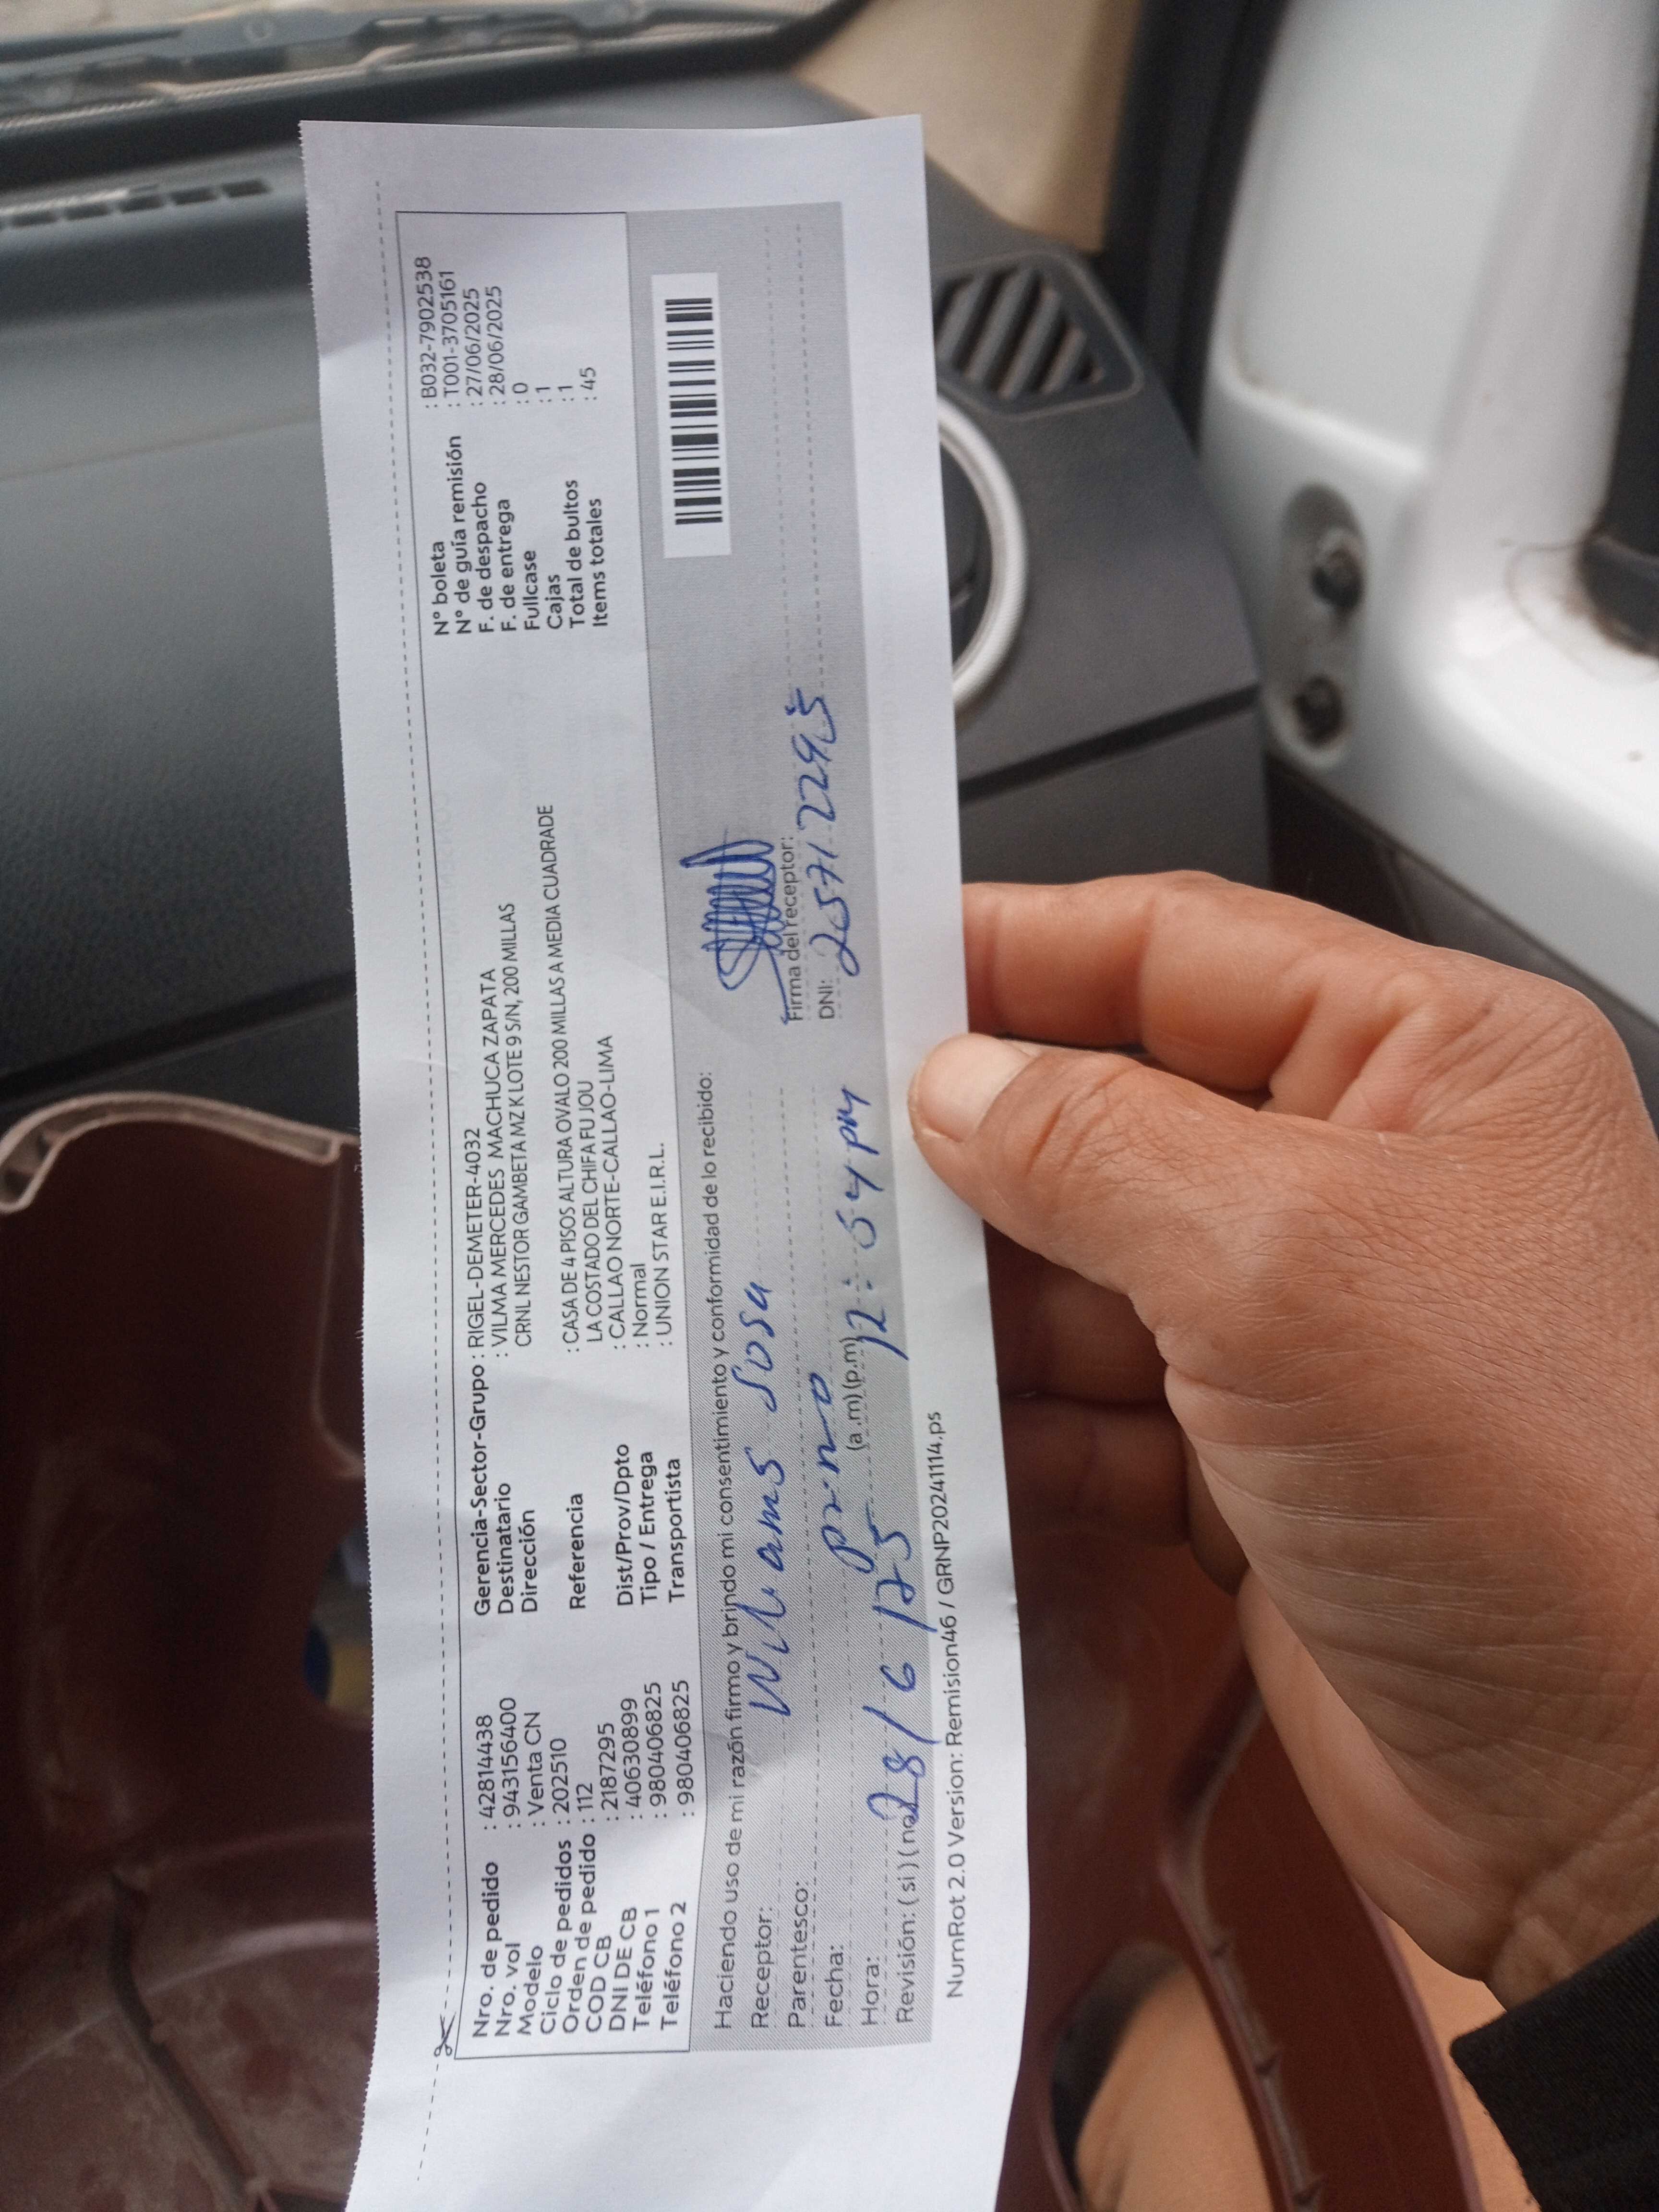 Nro. de pedido : 42814438
Nro. vol : 943156400
Modelo : Venta CN
Ciclo de pedidos : 202510
Orden de pedido : 112
COD CB : 2187295
DNI DE CB : 40630899
Teléfono 1 : 980406825
Teléfono 2 : 980406825
Gerencia-Sector-Grupo : RIGEL-DEMETER-4032
Destinatario : VILMA MERCEDES MACHUCA ZAPATA
Dirección CRNL NESTOR GAMBETA MZ K LOTE 9 S/N, 200 MILLAS
Referencia : CASA DE 4 PISOS ALTURA OVALO 200 MILLAS A MEDIA CUADRADE
LA COSTADO DEL CHIFA FU JOU
Dist/Prov/Dpto : CALLAO NORTE-CALLAO-LIMA
Tipo / Entrega : Normal
Transportista : UNION STAR E.I.R.L.
N° boleta : B032-7902538
N° de guía remisión : T001-3705161
F. de despacho : 27/06/2025
F. de entrega : 28/06/2025
Fullcase : 0
Cajas : 1
Total de bultos : 1
Items totales : 45
Haciendo uso de mi razón firmo y brindo mi consentimiento y conformidad de lo recibido:
Receptor: Williams Sosa
Parentesco: Primo
Fecha: 28/6/25
Hora: (a .m) (p.m) 12:54 pm
Revisión: ( si ) ( no
Firma del receptor:
DNI: 25712295
NumRot 2.0 Version: Remision46 / GRNP20241114.ps